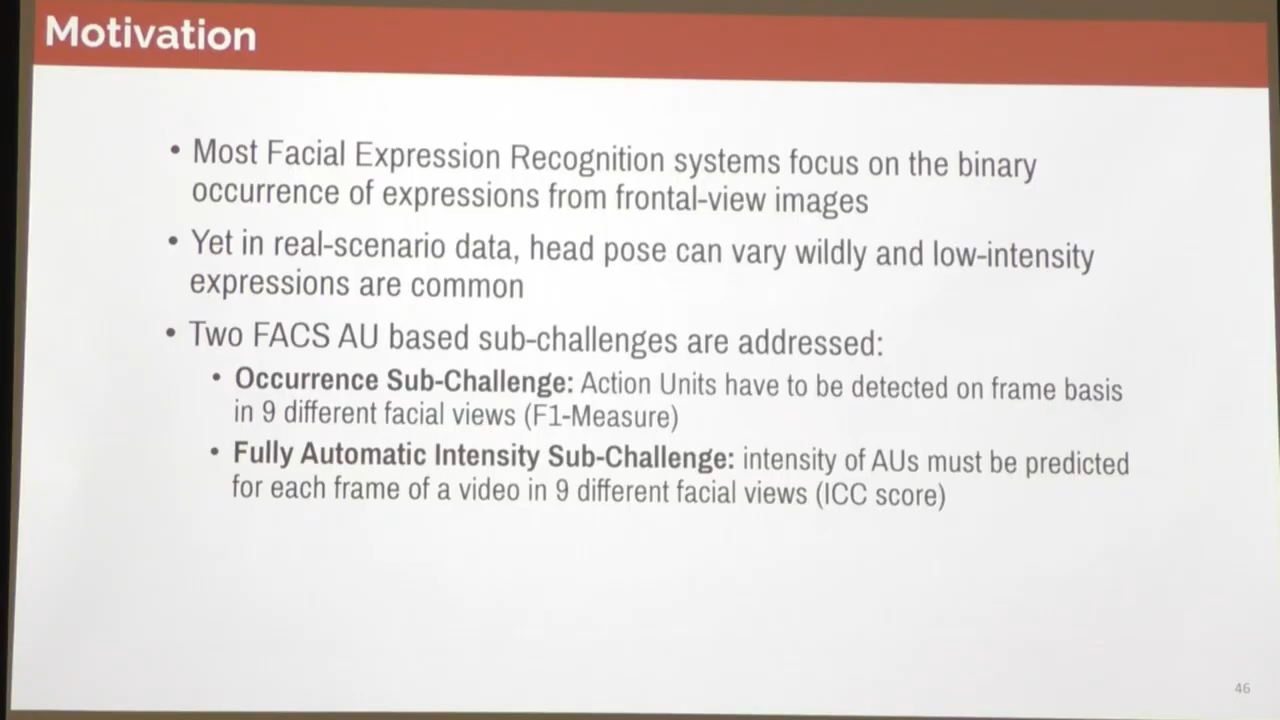 Motivation
• Most Facial Expression Recognition systems focus on the binary
occurrence of expressions from frontal-view images
• Yet in real-scenario data, head pose can vary wildly and low-intensity
expressions are common
• Two FACS AU based sub-challenges are addressed:
• Occurrence Sub-Challenge: Action Units have to be detected on frame basis
in 9 different facial views (F1-Measure)
• Fully Automatic Intensity Sub-Challenge: intensity of AUs must be predicted
for each frame of a video in 9 different facial views (ICC score)
46